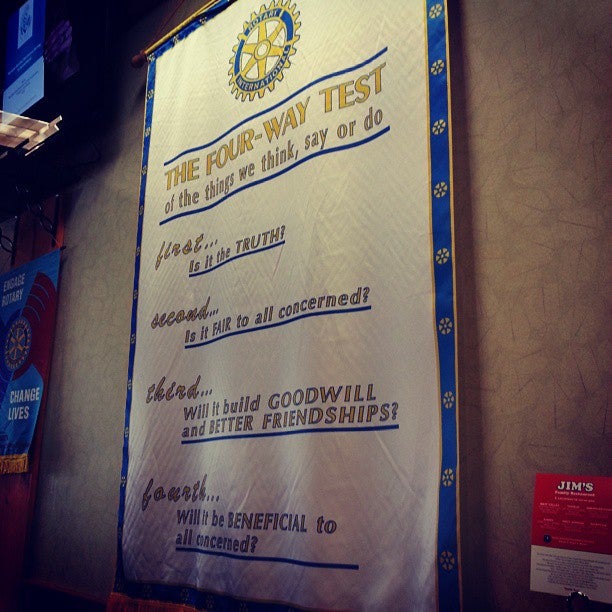 ROTARY
INTERNATIONAL
THE FOUR-WAY TEST
of the things we think, say or do
first...
Is it the TRUTH?
second...
Is it FAIR to all concerned?
third...
Will it build GOODWILL
and BETTER FRIENDSHIPS?
fourth...
Will it be BENEFICIAL to
all concerned?
ENGAGE
ROTARY
CHANGE
LIVES
JIM'S
Family Restaurant